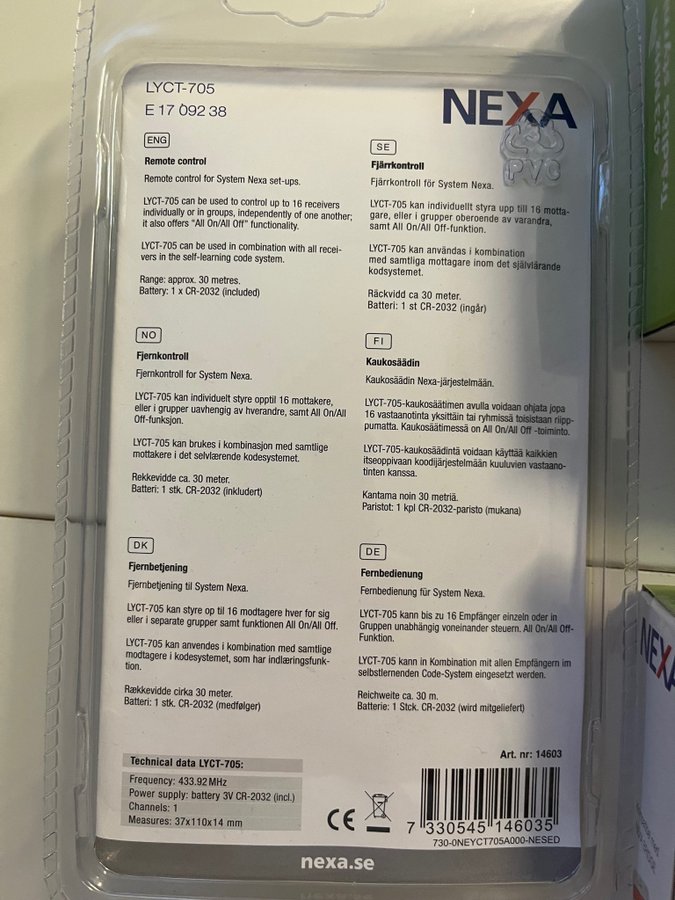 LYCT-705
E 17 092 38
NEXA
PVC
ENG
Remote control
Remote control for System Nexa set-ups.
LYCT-705 can be used to control up to 16 receivers
individually or in groups, independently of one another;
it also offers "All On/All Off" functionality.
LYCT-705 can be used in combination with all recei-
vers in the self-learning code system.
Range: approx. 30 metres.
Battery: 1 x CR-2032 (included)
SE
Fjärrkontroll
Fjärrkontroll för System Nexa.
LYCT-705 kan individuellt styra upp till 16 motta-
gare, eller i grupper oberoende av varandra,
samt All On/All Off-funktion.
LYCT-705 kan användas i kombination
med samtliga mottagare inom det självlärande
kodsystemet.
Räckvidd ca 30 meter.
Batteri: 1 st CR-2032 (ingår)
NO
Fjernkontroll
Fjernkontroll for System Nexa.
LYCT-705 kan individuelt styre opptil 16 mottakere,
eller i grupper uavhengig av hverandre, samt All On/All
Off-funksjon.
LYCT-705 kan brukes i kombinasjon med samtlige
mottakere i det selvlærende kodesystemet.
Rekkevidde ca. 30 meter.
Batteri: 1 stk. CR-2032 (inkludert)
FI
Kaukosäädin
Kaukosäädin Nexa-järjestelmään.
LYCT-705-kaukosäätimen avulla voidaan ohjata jopa
16 vastaanotinta yksittäin tai ryhmissä toisistaan riipp-
pumatta. Kaukosäätimessä on All On/All Off -toiminto.
LYCT-705-kaukosäädintä voidaan käyttää kaikkien
itseoppivaan koodijärjestelmään kuuluvien vastaano-
tinten kanssa.
Kantama noin 30 metriä.
Paristot: 1 kpl CR-2032-paristo (mukana)
DK
Fjernbetjening
Fjernbetjening til System Nexa.
LYCT-705 kan styre op til 16 modtagere hver for sig
eller i separate grupper samt funktionen All On/All Off.
LYCT-705 kan anvendes i kombination med samtlige
modtagere i kodesystemet, som har indlæringsfunk-
tion.
Rækkevidde cirka 30 meter.
Batteri: 1 stk. CR-2032 (medfølger)
DE
Fernbedienung
Fernbedienung für System Nexa.
LYCT-705 kann bis zu 16 Empfänger einzeln oder in
Gruppen unabhängig voneinander steuern. All On/All Off-
Funktion.
LYCT-705 kann in Kombination mit allen Empfängern im
selbstlernenden Code-System eingesetzt werden.
Reichweite ca. 30 m.
Batterie: 1 Stck. CR-2032 (wird mitgeliefert)
Technical data LYCT-705:
Frequency: 433.92 MHz
Power supply: battery 3V CR-2032 (incl.)
Channels: 1
Measures: 37x110x14 mm
CE
Art. nr: 14603
7 330545 146035
730-0NEYCT705A000-NESED
nexa.se
NEXA